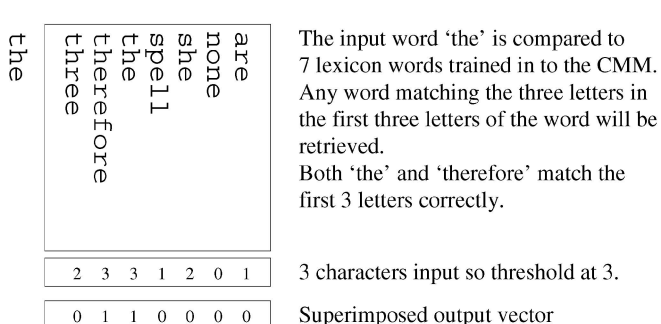 the
three
therefore
the
spell
she
none
are
The input word ‘the’ is compared to
7 lexicon words trained in to the CMM.
Any word matching the three letters in
the first three letters of the word will be
retrieved.
Both ‘the’ and ‘therefore’ match the
first 3 letters correctly.
2 3 3 1 2 0 1
3 characters input so threshold at 3.
0 1 1 0 0 0 0
Superimposed output vector